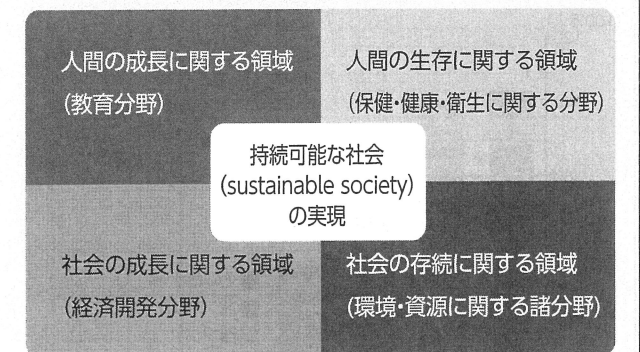 人間の成長に関する領域
(教育分野)
人間の生存に関する領域
(保健・健康・衛生に関する分野)
持続可能な社会
(sustainable society)
の実現
社会の成長に関する領域
(経済開発分野)
社会の存続に関する領域
(環境・資源に関する諸分野)